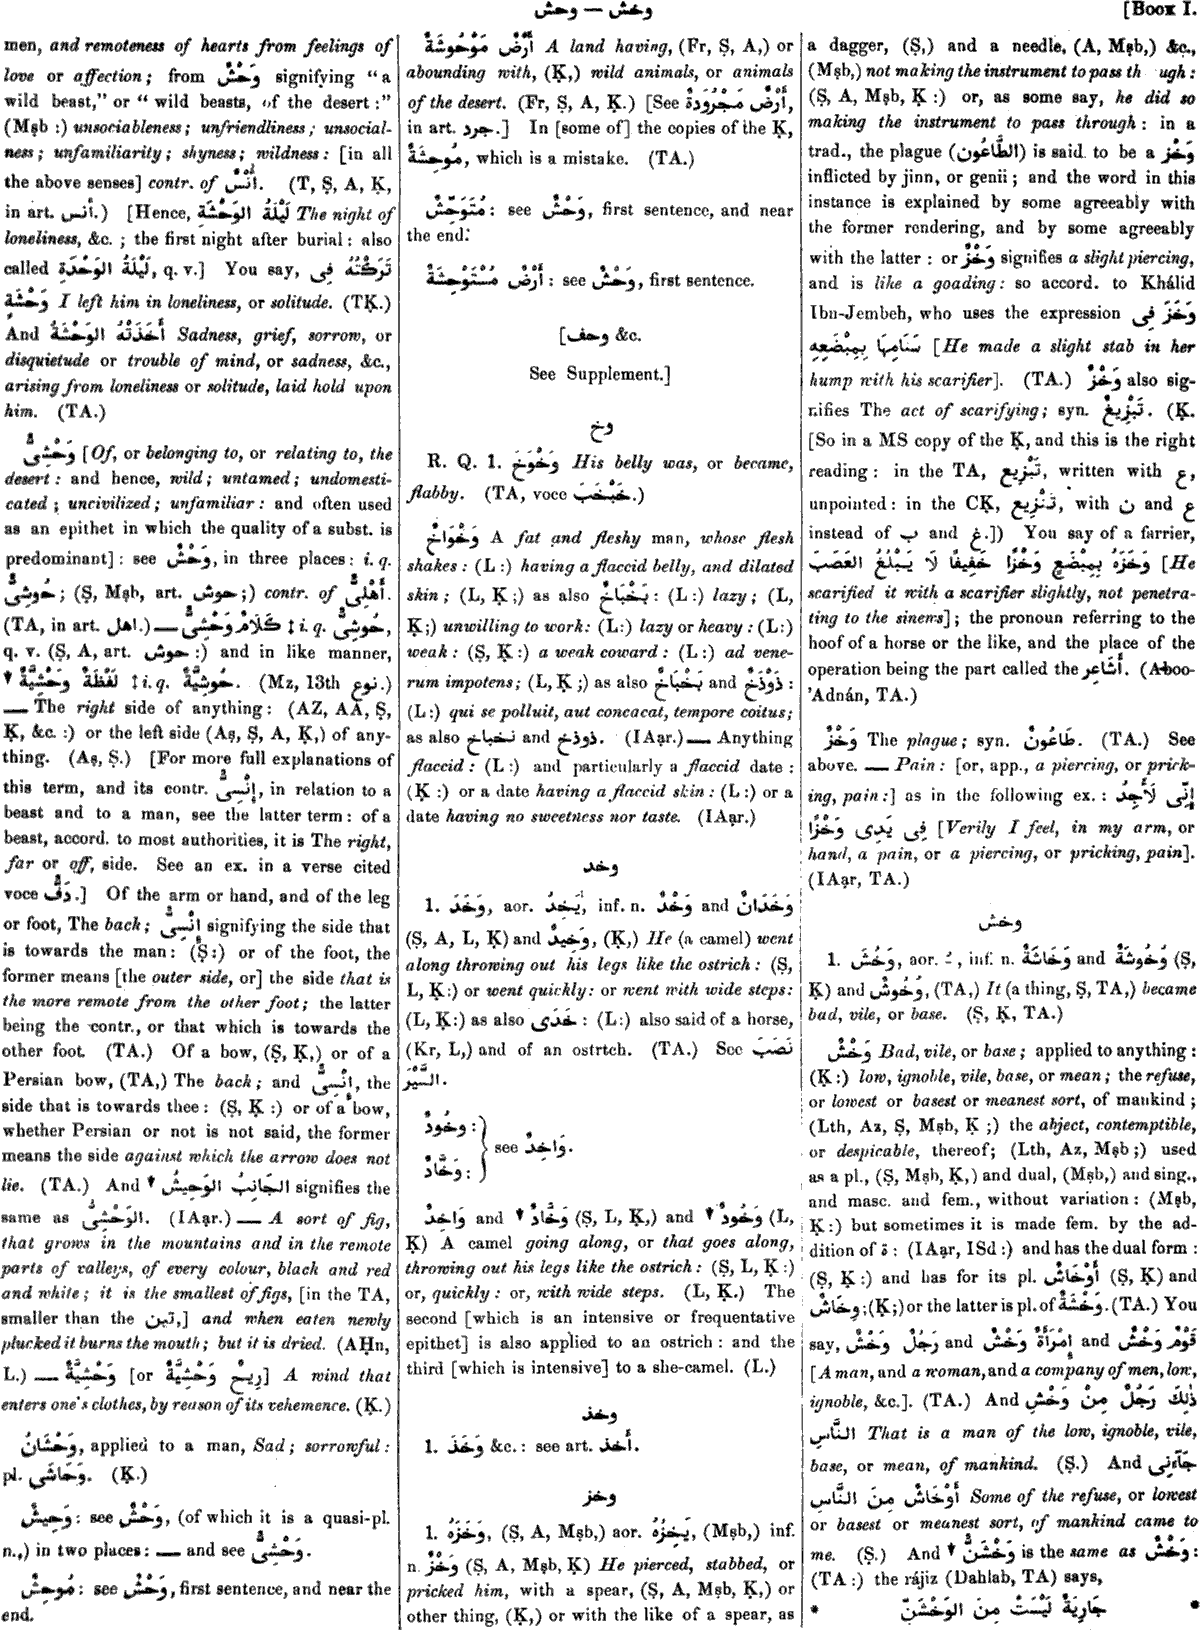 وخش — وحش
[Book I.
men, and remoteness of hearts from feelings of
love or affection; from وَحْشٌ signifying "a
wild beast," or "wild beasts, of the desert:"
(Mṣb:) unsociableness; unfriendliness; unsocial-
ness; unfamiliarity; shyness; wildness: [in all
the above senses] contr. of أُنْسٌ. (T, Ṣ, A, Ḳ,
in art. أنس.) [Hence, لَيْلَةُ الوَحْشَةِ The night of
loneliness, &c.; the first night after burial: also
called لَيْلَةُ الوَحْدَةِ, q. v.] You say, تَرَكْتُهُ فِى
وَحْشَةٍ I left him in loneliness, or solitude. (TḲ.)
And أَخَذَتْهُ الوَحْشَةُ Sadness, grief, sorrow, or
disquietude or trouble of mind, or sadness, &c.,
arising from loneliness or solitude, laid hold upon
him. (TA.)
وَحْشِىٌّ [Of, or belonging to, or relating to, the
desert: and hence, wild; untamed; undomesti-
cated; uncivilized; unfamiliar: and often used
as an epithet in which the quality of a subst. is
predominant]: see وَحْشٌ, in three places: i. q.
حُوشِىٌّ; (Ṣ, Mṣb, art. حوش;) contr. of أَهْلِىٌّ.
(TA, in art. اهل.) — كَلَامٌ وَحْشِىٌّ ‡ i. q. حُوشِىٌّ,
q. v. (Ṣ, A, art. حوش:) and in like manner,
▼ لَفْظَةٌ وَحْشِيَّةٌ ‡ i. q. حُوشِيَّةٌ. (Mz, 13th نوع.)
— The right side of anything: (AZ, AA, Ṣ,
Ḳ, &c.:) or the left side (Aṣ, Ṣ, A, Ḳ,) of any-
thing. (Aṣ, Ṣ.) [For more full explanations of
this term, and its contr. إِنْسِىٌّ, in relation to a
beast and to a man, see the latter term: of a
beast, accord. to most authorities, it is The right,
far or off, side. See an ex. in a verse cited
voce دَفٌّ.] Of the arm or hand, and of the leg
or foot, The back; إِنْسِىٌّ signifying the side that
is towards the man: (Ṣ:) or of the foot, the
former means [the outer side, or] the side that is
the more remote from the other foot; the latter
being the contr., or that which is towards the
other foot. (TA.) Of a bow, (Ṣ, Ḳ,) or of a
Persian bow, (TA,) The back; and إِنْسِىٌّ, the
side that is towards thee: (Ṣ, Ḳ:) or of a bow,
whether Persian or not is not said, the former
means the side against which the arrow does not
lie. (TA.) And ▼ الجَانِبُ الوَحِيشُ signifies the
same as الوَحْشِىُّ. (IAạr.) — A sort of fig,
that grows in the mountains and in the remote
parts of valleys, of every colour, black and red
and white; it is the smallest of figs, [in the TA,
smaller than the تين,] and when eaten newly
plucked it burns the mouth; but it is dried. (AḤn,
L.) — وَحْشِيَّةٌ [or رِيحٌ وَحْشِيَّةٌ] A wind that
enters one's clothes, by reason of its vehemence. (Ḳ.)
وَحْشَانُ, applied to a man, Sad; sorrowful:
pl. وَحَاشَى. (Ḳ.)
وَحِيشٌ: see وَحْشٌ, (of which it is a quasi-pl.
n.,) in two places: — and see وَحْشِىٌّ.
مُوحِشٌ: see وَحْشٌ, first sentence, and near the
end.
أَرْضٌ مَوْحُوشَةٌ A land having, (Fr, Ṣ, A,) or
abounding with, (Ḳ,) wild animals, or animals
of the desert. (Fr, Ṣ, A, Ḳ.) [See أَرْضٌ مَجْرُودَةٌ,
in art. جرد.] In [some of] the copies of the Ḳ,
مُوحِشَةٌ, which is a mistake. (TA.)
مُتَوَحِّشٌ: see وَحْشٌ, first sentence, and near
the end.
أَرْضٌ مُسْتَوْحِشَةٌ: see وَحْشٌ, first sentence.
[وحف &c.
See Supplement.]
وخ
R. Q. 1. وَخْوَخَ His belly was, or became,
flabby. (TA, voce خَبْخَبَ.)
وَخْوَاخٌ A fat and fleshy man, whose flesh
shakes: (L:) having a flaccid belly, and dilated
skin; (L, Ḳ;) as also بَخْبَاخٌ: (L:) lazy; (L,
Ḳ;) unwilling to work: (L:) lazy or heavy: (L:)
weak: (Ṣ, Ḳ:) a weak coward: (L:) ad vene-
rum impotens; (L, Ḳ;) as also بَخْبَاخٌ and ذَوْذَخٌ:
(L:) qui se polluit, aut concacat, tempore coitus;
as also نخباخ and ذوذخ. (IAạr.) — Anything
flaccid: (L:) and particularly a flaccid date:
(Ḳ:) or a date having a flaccid skin: (L:) or a
date having no sweetness nor taste. (IAạr.)
وخد
1. وَخَدَ, aor. يَخِدُ, inf. n. وَخْدٌ and وَخَدَانٌ
(Ṣ, A, L, Ḳ) and وَخِيدٌ, (Ḳ,) He (a camel) went
along throwing out his legs like the ostrich: (Ṣ,
L, Ḳ:) or went quickly: or went with wide steps:
(L, Ḳ:) as also خَدَى: (L:) also said of a horse,
(Kr, L,) and of an ostrtch. (TA.) See نَصَبَ
السَّيْرَ.
وَخُودٌ:
وَخَّادٌ:
} see وَاخِدٌ.
وَاخِدٌ and ▼ وَخَّادٌ (Ṣ, L, Ḳ,) and ▼ وَخُودٌ (L,
Ḳ) A camel going along, or that goes along,
throwing out his legs like the ostrich: (Ṣ, L, Ḳ:)
or, quickly: or, with wide steps. (L, Ḳ.) The
second [which is an intensive or frequentative
epithet] is also applied to an ostrich: and the
third [which is intensive] to a she-camel. (L.)
وخذ
1. وَخَذَ &c.: see art. أخذ.
وخز
1. وَخَزَهُ, (Ṣ, A, Mṣb,) aor. يَخِزُهُ, (Mṣb,) inf.
n. وَخْزٌ (Ṣ, A, Mṣb, Ḳ) He pierced, stabbed, or
pricked him, with a spear, (Ṣ, A, Mṣb, Ḳ,) or
other thing, (Ḳ,) or with the like of a spear, as
a dagger, (Ṣ,) and a needle, (A, Mṣb,) &c.,
(Mṣb,) not making the instrument to pass th ugh:
(Ṣ, A, Mṣb, Ḳ:) or, as some say, he did so
making the instrument to pass through: in a
trad., the plague (الطَّاعُون) is said to be a وَخْز
inflicted by jinn, or genii; and the word in this
instance is explained by some agreeably with
the former rendering, and by some agreeably
with the latter: or وَخْزٌ signifies a slight piercing,
and is like a goading: so accord. to Khálid
Ibn-Jembeh, who uses the expression وَخَزَ فِى
سَنَامِهَا بِمِبْضَعِهِ [He made a slight stab in her
hump with his scarifier]. (TA.) وَخْزٌ also sig-
nifies The act of scarifying; syn. تَبْزِيغٌ. (Ḳ.
[So in a MS copy of the Ḳ, and this is the right
reading: in the TA, تَبْزِيع, written with ع,
unpointed: in the CḲ, تَنْزِيع, with ن and ع
instead of ب and غ.]) You say of a farrier,
وَخَزَهُ بِمِبْضَعٍ وَخْزًا خَفِيفًا لَا يَبْلُغُ العَصَبَ [He
scarified it with a scarifier slightly, not penetra-
ting to the sinews]; the pronoun referring to the
hoof of a horse or the like, and the place of the
operation being the part called the أَشَاعِر. (Aboo-
'Adnán, TA.)
وَخْزٌ The plague; syn. طَاعُونٌ. (TA.) See
above. — Pain: [or, app., a piercing, or prick-
ing, pain:] as in the following ex.: إِنِّى لَأَجِدُ
فِى يَدِى وَخْزًا [Verily I feel, in my arm, or
hand, a pain, or a piercing, or pricking, pain].
(IAạr, TA.)
وخش
1. وَخُشَ, aor. ـُ, inf. n. وَخَاشَةٌ and وُخُوشَةٌ (Ṣ,
Ḳ) and وُخُوشٌ, (TA,) It (a thing, Ṣ, TA,) became
bad, vile, or base. (Ṣ, Ḳ, TA.)
وَخْشٌ Bad, vile, or base; applied to anything:
(Ḳ:) low, ignoble, vile, base, or mean; the refuse,
or lowest or basest or meanest sort, of mankind;
(Lth, Az, Ṣ, Mṣb, Ḳ;) the abject, contemptible,
or despicable, thereof; (Lth, Az, Mṣb;) used
as a pl., (Ṣ, Mṣb, Ḳ,) and dual, (Mṣb,) and sing.,
and masc. and fem., without variation: (Mṣb,
Ḳ:) but sometimes it is made fem. by the ad-
dition of ة: (IAạr, ISd:) and has the dual form:
(Ṣ, Ḳ:) and has for its pl. أَوْخَاشٌ (Ṣ, Ḳ) and
وِخَاشٌ; (Ḳ;) or the latter is pl. of وَخْشَةٌ. (TA.) You
say, رَجُلٌ وَخْشٌ and إِمْرَأَةٌ وَخْشٌ and قَوْمٌ وَخْشٌ
[A man, and a woman, and a company of men, low,
ignoble, &c.]. (TA.) And ذٰلِكَ رَجُلٌ مِنْ وَخْشِ
النَّاسِ That is a man of the low, ignoble, vile,
base, or mean, of mankind. (Ṣ.) And جَآءَنِى
أَوْخَاشٌ مِنَ النَّاسِ Some of the refuse, or lowest
or basest or meanest sort, of mankind came to
me. (Ṣ.) And ▼ وَخْشَنٌّ is the same as وَخْشٌ:
(TA:) the rájiz (Dahlab, TA) says,
* جَارِيَةٌ لَيْسَتْ مِنَ الوَخْشَنِّ *